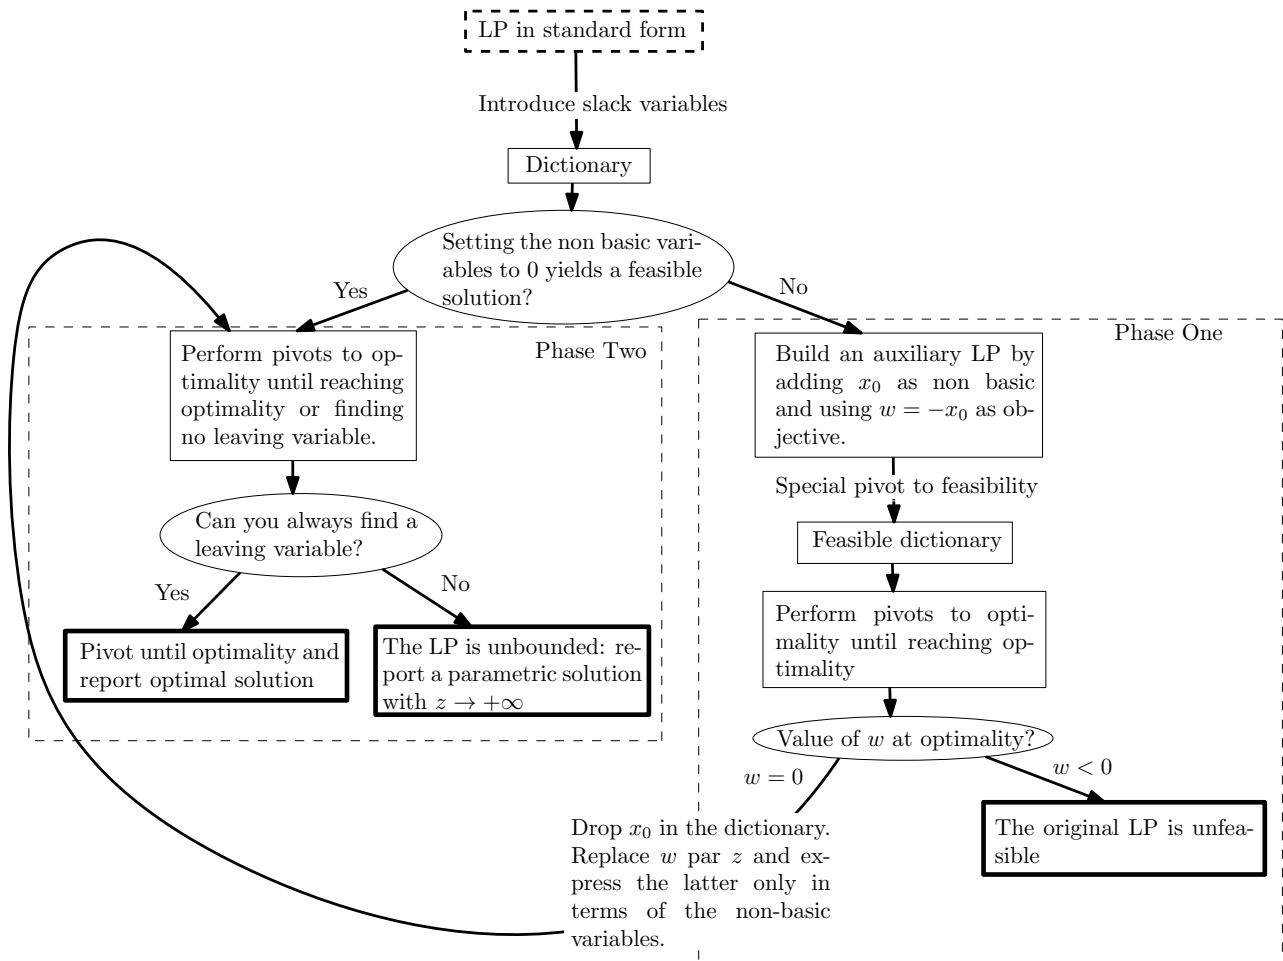 LP in standard form
Introduce slack variables
Dictionary
Setting the non basic vari-
ables to 0 yields a feasible
solution?
Yes
No
Phase Two
Perform pivots to op-
timality until reaching
optimality or finding
no leaving variable.
Can you always find a
leaving variable?
Yes
No
Pivot until optimality and
report optimal solution
The LP is unbounded: re-
port a parametric solution
with z → +∞
Phase One
Build an auxiliary LP by
adding x₀ as non basic
and using w = −x₀ as ob-
jective.
Special pivot to feasibility
Feasible dictionary
Perform pivots to opti-
mality until reaching op-
timality
Value of w at optimality?
w = 0
w < 0
Drop x₀ in the dictionary.
Replace w par z and ex-
press the latter only in
terms of the non-basic
variables.
The original LP is unfea-
sible